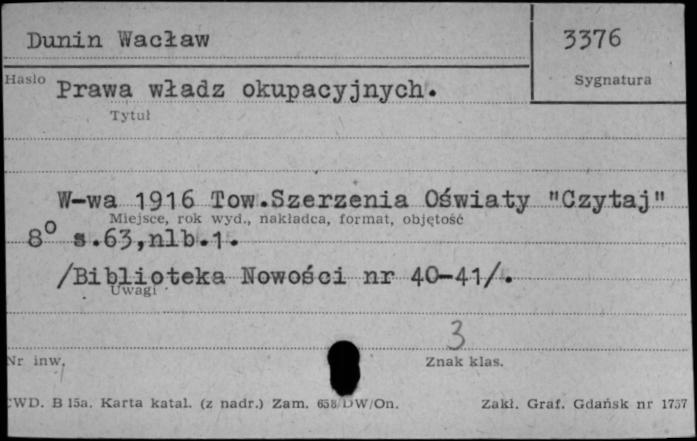 Dunin Wacław
3376
Hasło
Sygnatura
Prawa władz okupacyjnych.
Tytuł
W-wa 1916 Tow.Szerzenia Oświaty "Czytaj"
Miejsce, rok wyd., nakładca, format, objętość
8° s.63,nlb.1.
/Biblioteka Nowości nr 40-41/.
Uwagi
3
Nr inw.
Znak klas.
CWD. B 15a. Karta katal. (z nadr.) Zam. 658/DW/On.
Zakł. Graf. Gdańsk nr 1757